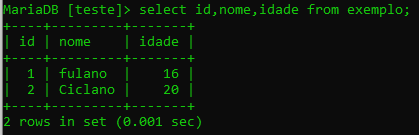 MariaDB [teste]> select id,nome,idade from exemplo;
+----+---------+-------+
| id | nome    | idade |
+----+---------+-------+
|  1 | fulano  |    16 |
|  2 | Ciclano |    20 |
+----+---------+-------+
2 rows in set (0.001 sec)